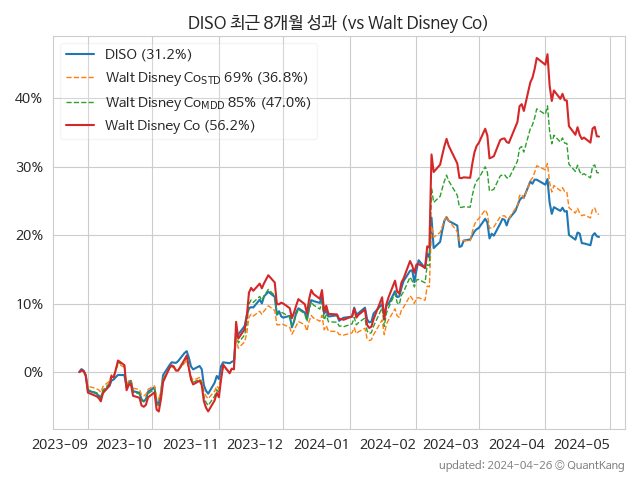 DISO 최근 8개월 성과 (vs Walt Disney Co)
DISO (31.2%)
Walt Disney CoSTD 69% (36.8%)
Walt Disney CoMDD 85% (47.0%)
Walt Disney Co (56.2%)
40%
30%
20%
10%
0%
2023-09 2023-10 2023-11 2023-12 2024-01 2024-02 2024-03 2024-04 2024-05
updated: 2024-04-26 © QuantKang